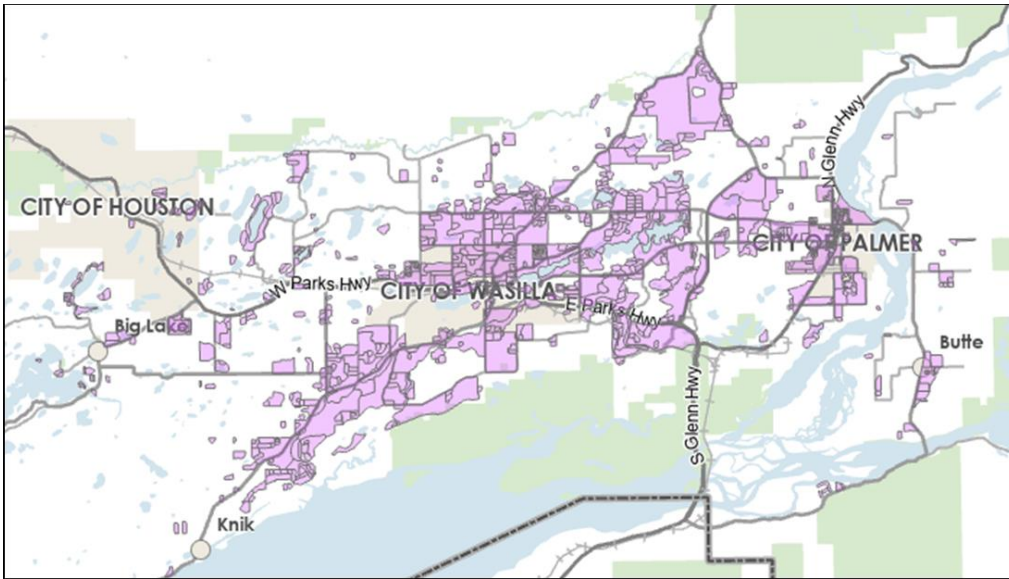 N Glenn Hwy
CITY OF HOUSTON
CITY OF PALMER
W Parks Hwy
CITY OF WASILLA
E Parks Hwy
Big Lake
Butte
S Glenn Hwy
Knik